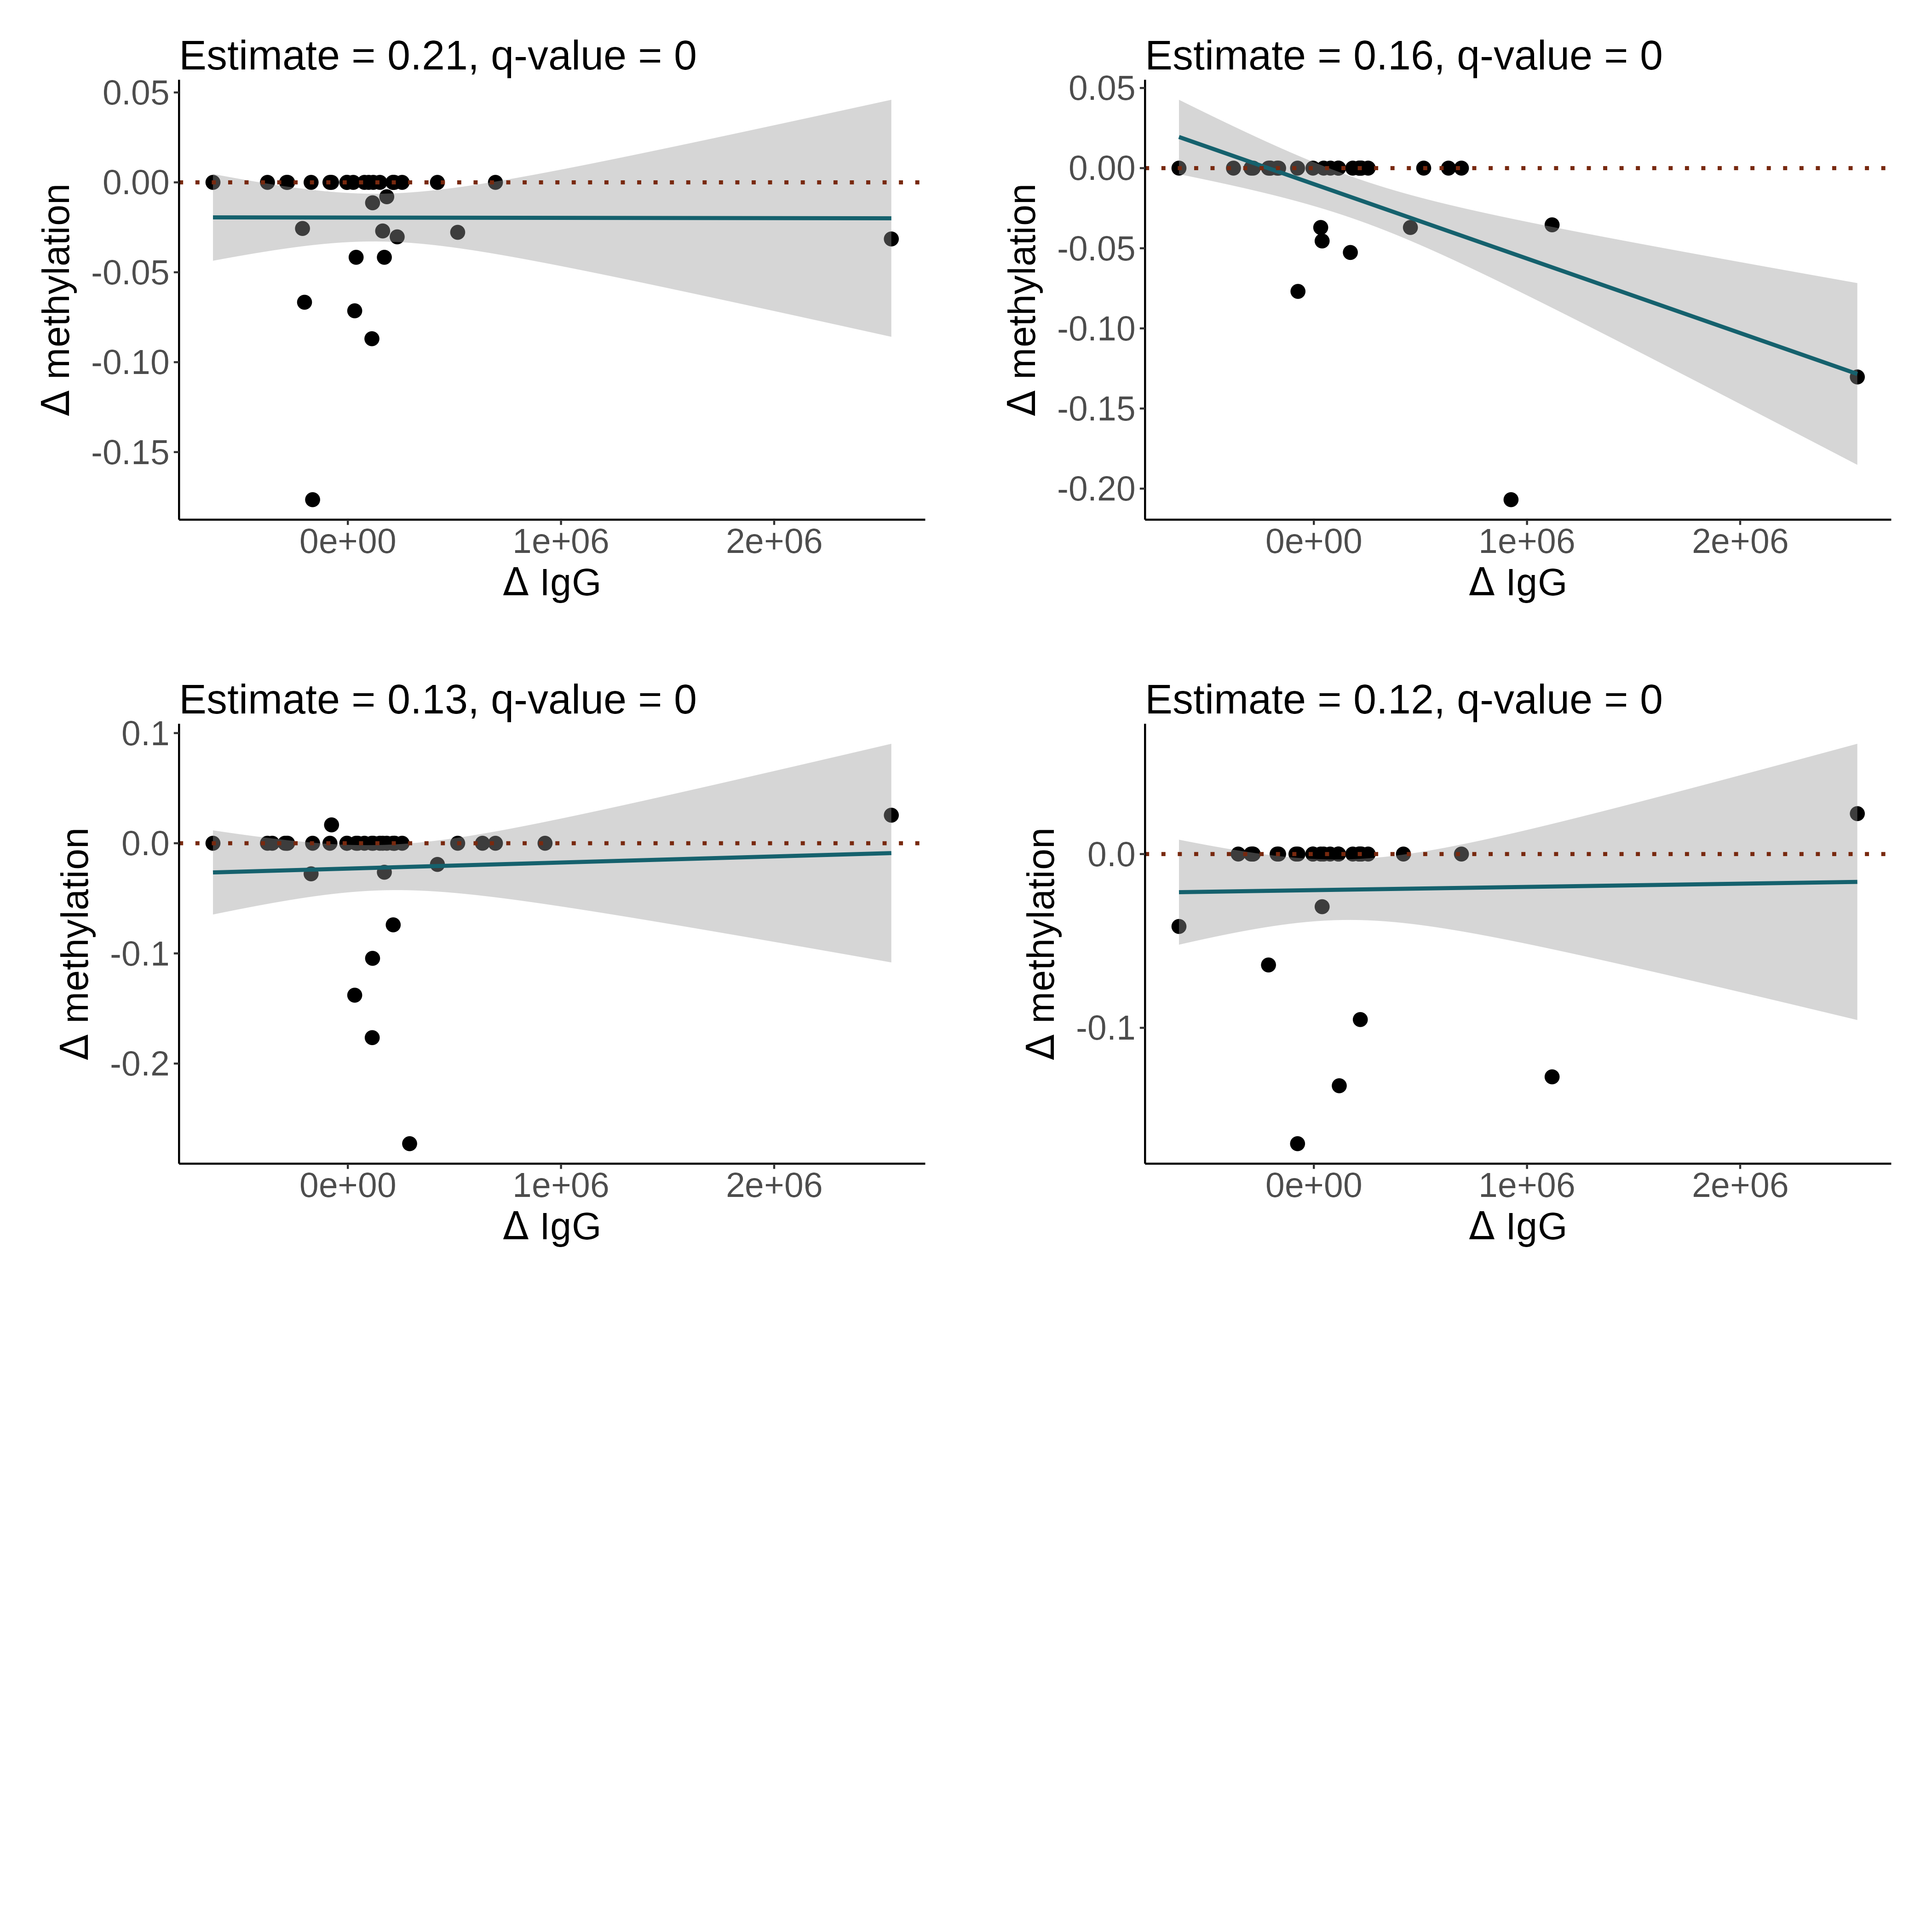 Estimate = 0.21, q-value = 0
0.05
0.00
-0.05
-0.10
-0.15
Δ methylation
0e+00 1e+06 2e+06
Δ IgG
Estimate = 0.16, q-value = 0
0.05
0.00
-0.05
-0.10
-0.15
-0.20
Δ methylation
0e+00 1e+06 2e+06
Δ IgG
Estimate = 0.13, q-value = 0
0.1
0.0
-0.1
-0.2
Δ methylation
0e+00 1e+06 2e+06
Δ IgG
Estimate = 0.12, q-value = 0
0.0
-0.1
Δ methylation
0e+00 1e+06 2e+06
Δ IgG